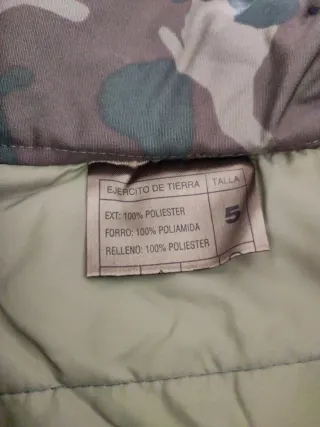 EJERCITO DE TIERRA TALLA
EXT: 100% POLIESTER
FORRO: 100% POLIAMIDA 5
RELLENO: 100% POLIESTER